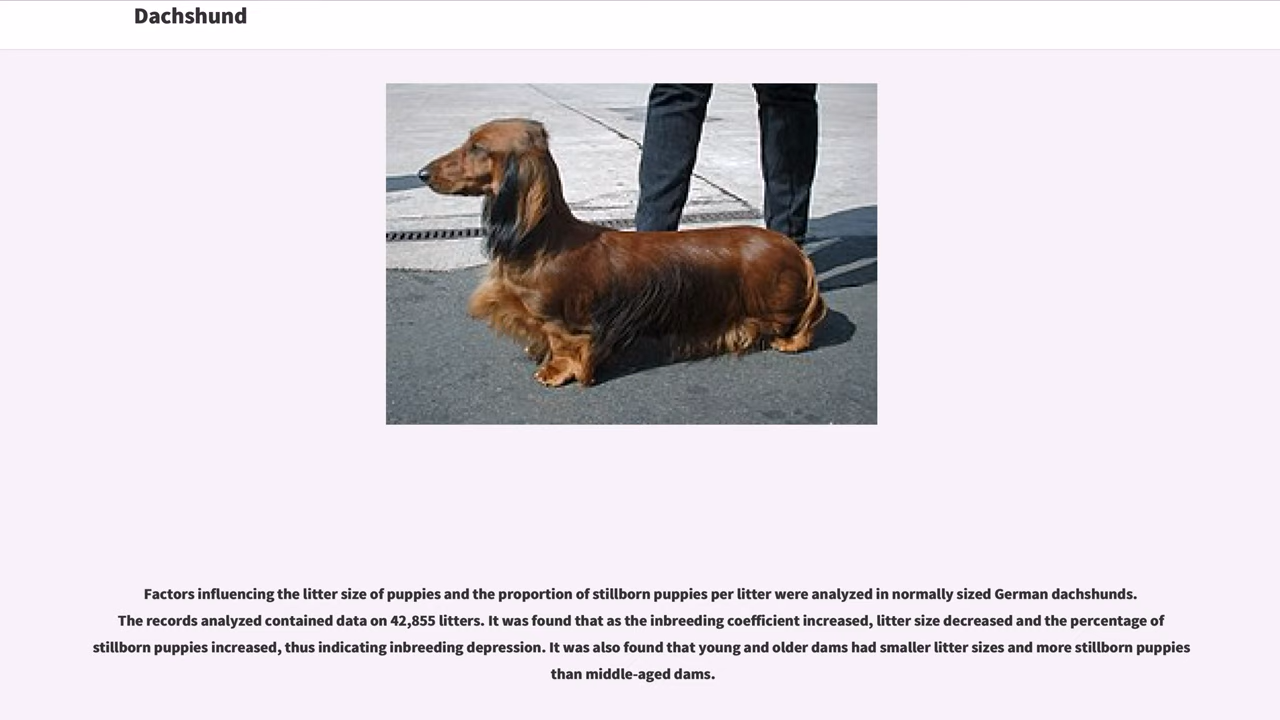 Dachshund
Factors influencing the litter size of puppies and the proportion of stillborn puppies per litter were analyzed in normally sized German dachshunds.
The records analyzed contained data on 42,855 litters. It was found that as the inbreeding coefficient increased, litter size decreased and the percentage of
stillborn puppies increased, thus indicating inbreeding depression. It was also found that young and older dams had smaller litter sizes and more stillborn puppies
than middle-aged dams.